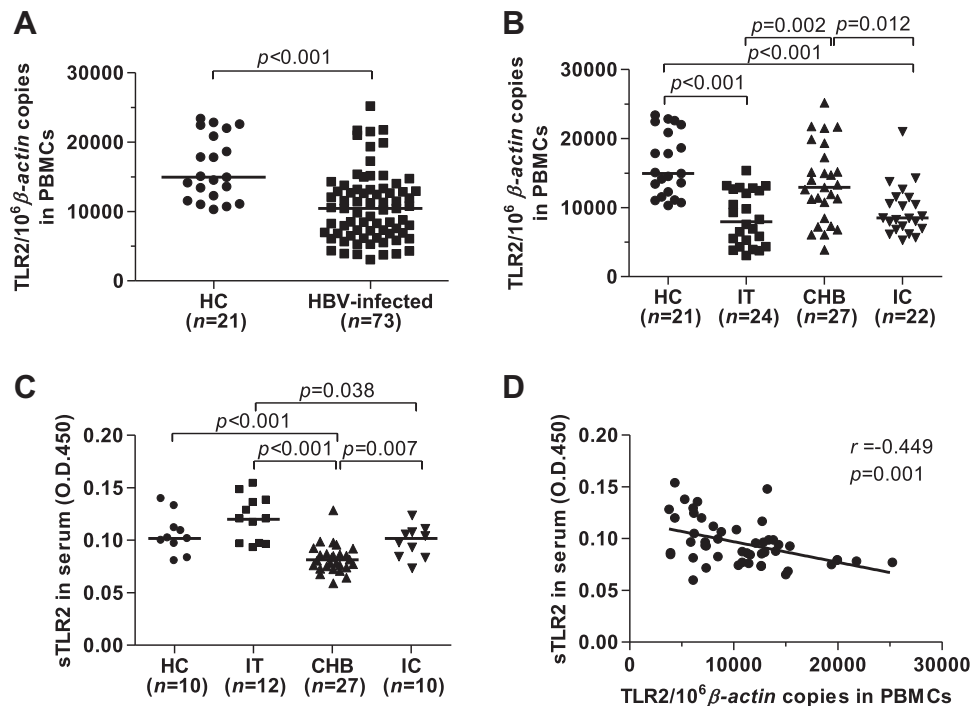 A
p<0.001
TLR2/10⁶ β-actin copies
in PBMCs
30000
20000
10000
0
HC
(n=21)
HBV-infected
(n=73)
B
p=0.002
p=0.012
p<0.001
p<0.001
TLR2/10⁶ β-actin copies
in PBMCs
30000
20000
10000
0
HC
(n=21)
IT
(n=24)
CHB
(n=27)
IC
(n=22)
C
p=0.038
p<0.001
p<0.001
p=0.007
sTLR2 in serum (O.D.450)
0.20
0.15
0.10
0.05
0.00
HC
(n=10)
IT
(n=12)
CHB
(n=27)
IC
(n=10)
D
r =-0.449
p=0.001
sTLR2 in serum (O.D.450)
0.20
0.15
0.10
0.05
0.00
0 10000 20000 30000
TLR2/10⁶ β-actin copies in PBMCs